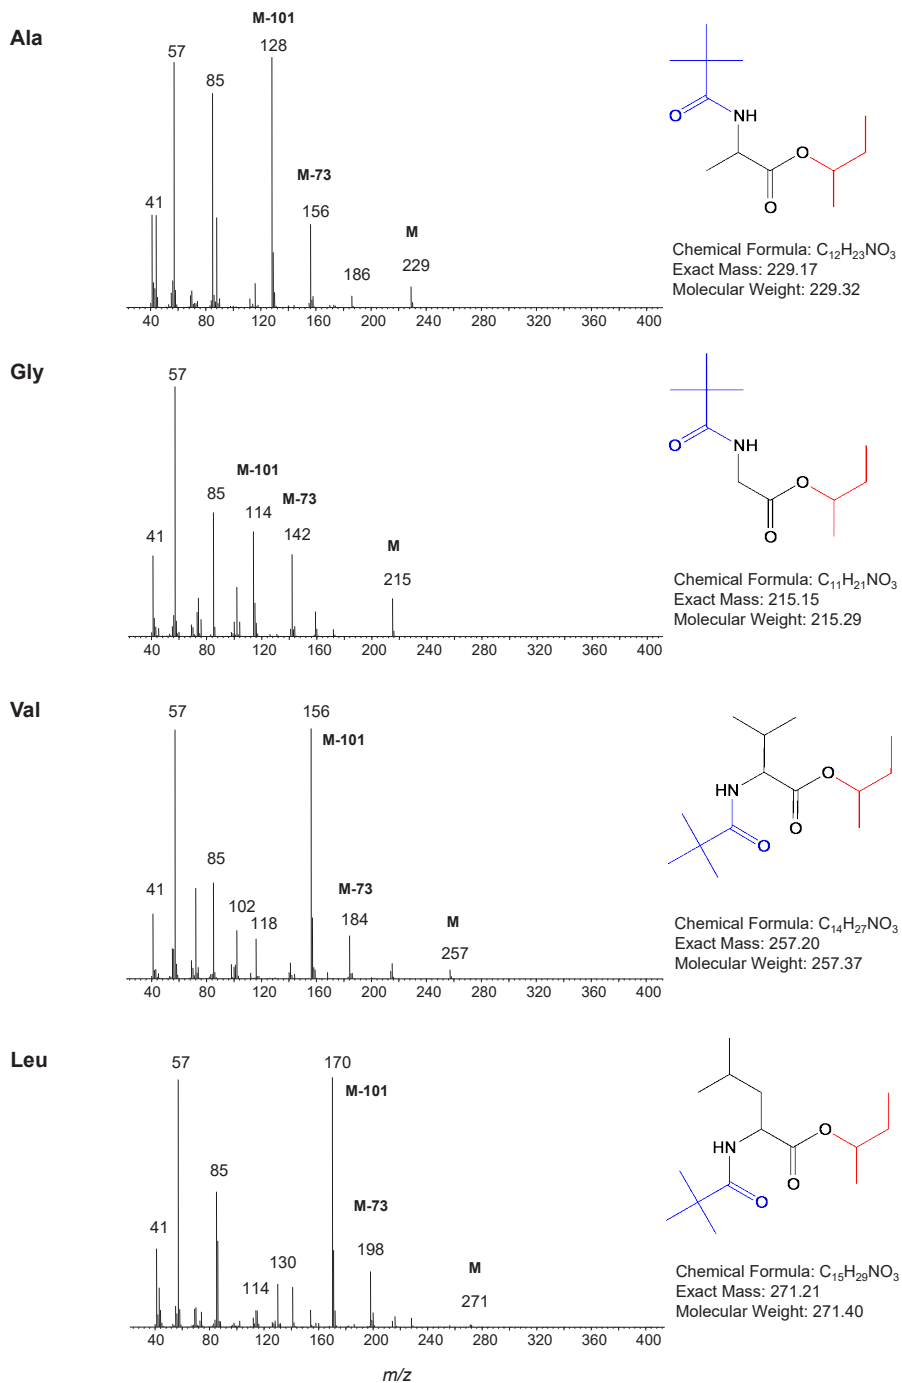 Ala
M-101
128
57
85
M-73
41
156
M
229
186
40 80 120 160 200 240 280 320 360 400
O
NH
O
O
Chemical Formula: C₁₂H₂₃NO₃
Exact Mass: 229.17
Molecular Weight: 229.32
Gly
57
M-101
85
114
M-73
142
41
M
215
40 80 120 160 200 240 280 320 360 400
O
NH
O
O
Chemical Formula: C₁₁H₂₁NO₃
Exact Mass: 215.15
Molecular Weight: 215.29
Val
57
156
M-101
85
41
102
118
M-73
184
M
257
40 80 120 160 200 240 280 320 360 400
HN
O
O
O
Chemical Formula: C₁₄H₂₇NO₃
Exact Mass: 257.20
Molecular Weight: 257.37
Leu
57
170
M-101
85
41
M-73
198
130
114
M
271
40 80 120 160 200 240 280 320 360 400
HN
O
O
O
Chemical Formula: C₁₅H₂₉NO₃
Exact Mass: 271.21
Molecular Weight: 271.40
m/z